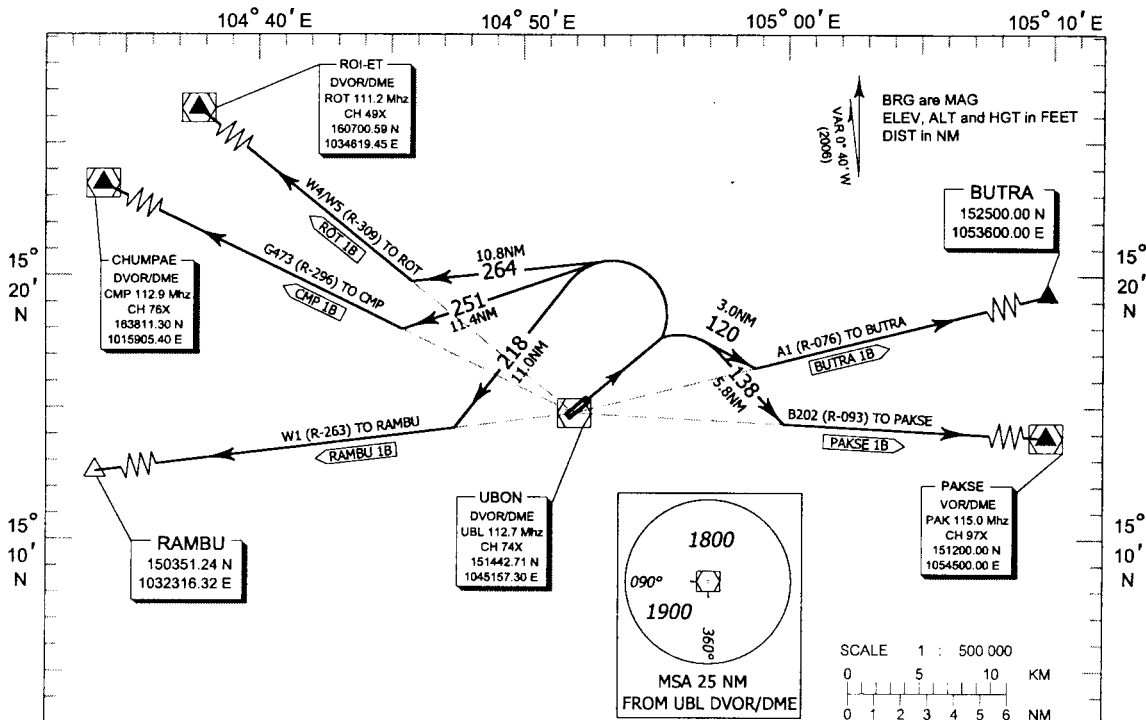 104° 40′ E
104° 50′ E
105° 00′ E
105° 10′ E
ROI-ET
DVOR/DME
ROT 111.2 Mhz
CH 49X
160700.59 N
1034619.45 E
VAR 0° 40′ W
(2006)
BRG are MAG
ELEV, ALT and HGT in FEET
DIST in NM
BUTRA
152500.00 N
1053600.00 E
15°
20′
N
CHUMPAE
DVOR/DME
CMP 112.9 Mhz
CH 76X
163811.30 N
1015905.40 E
W4/W5 (R-309) TO ROT
ROT 1B
G473 (R-296) TO CMP
CMP 1B
10.8NM
264
251
11.4NM
218
11.0NM
3.0NM
120
138
5.8NM
A1 (R-076) TO BUTRA
BUTRA 1B
15°
20′
N
W1 (R-263) TO RAMBU
RAMBU 1B
B202 (R-093) TO PAKSE
PAKSE 1B
15°
10′
N
RAMBU
150351.24 N
1032316.32 E
UBON
DVOR/DME
UBL 112.7 Mhz
CH 74X
151442.71 N
1045157.30 E
1800
090°
1900
360°
MSA 25 NM
FROM UBL DVOR/DME
PAKSE
VOR/DME
PAK 115.0 Mhz
CH 97X
151200.00 N
1054500.00 E
15°
10′
N
SCALE 1 : 500 000
0 5 10 KM
0 1 2 3 4 5 6 NM